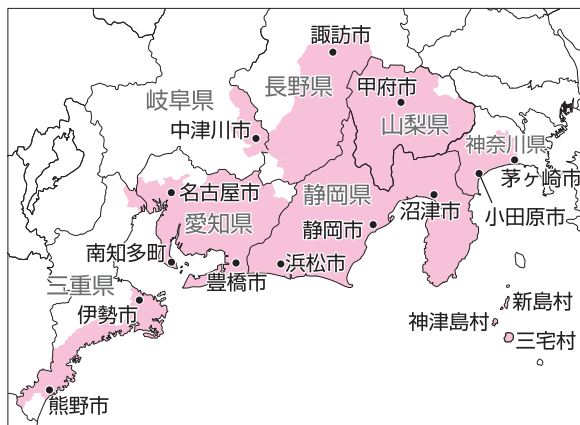 諏訪市
長野県
甲府市
岐阜県
山梨県
中津川市
神奈川県
茅ヶ崎市
名古屋市
静岡県
沼津市
小田原市
愛知県
静岡市
南知多町
豊橋市
浜松市
三重県
伊勢市
新島村
神津島村
三宅村
熊野市